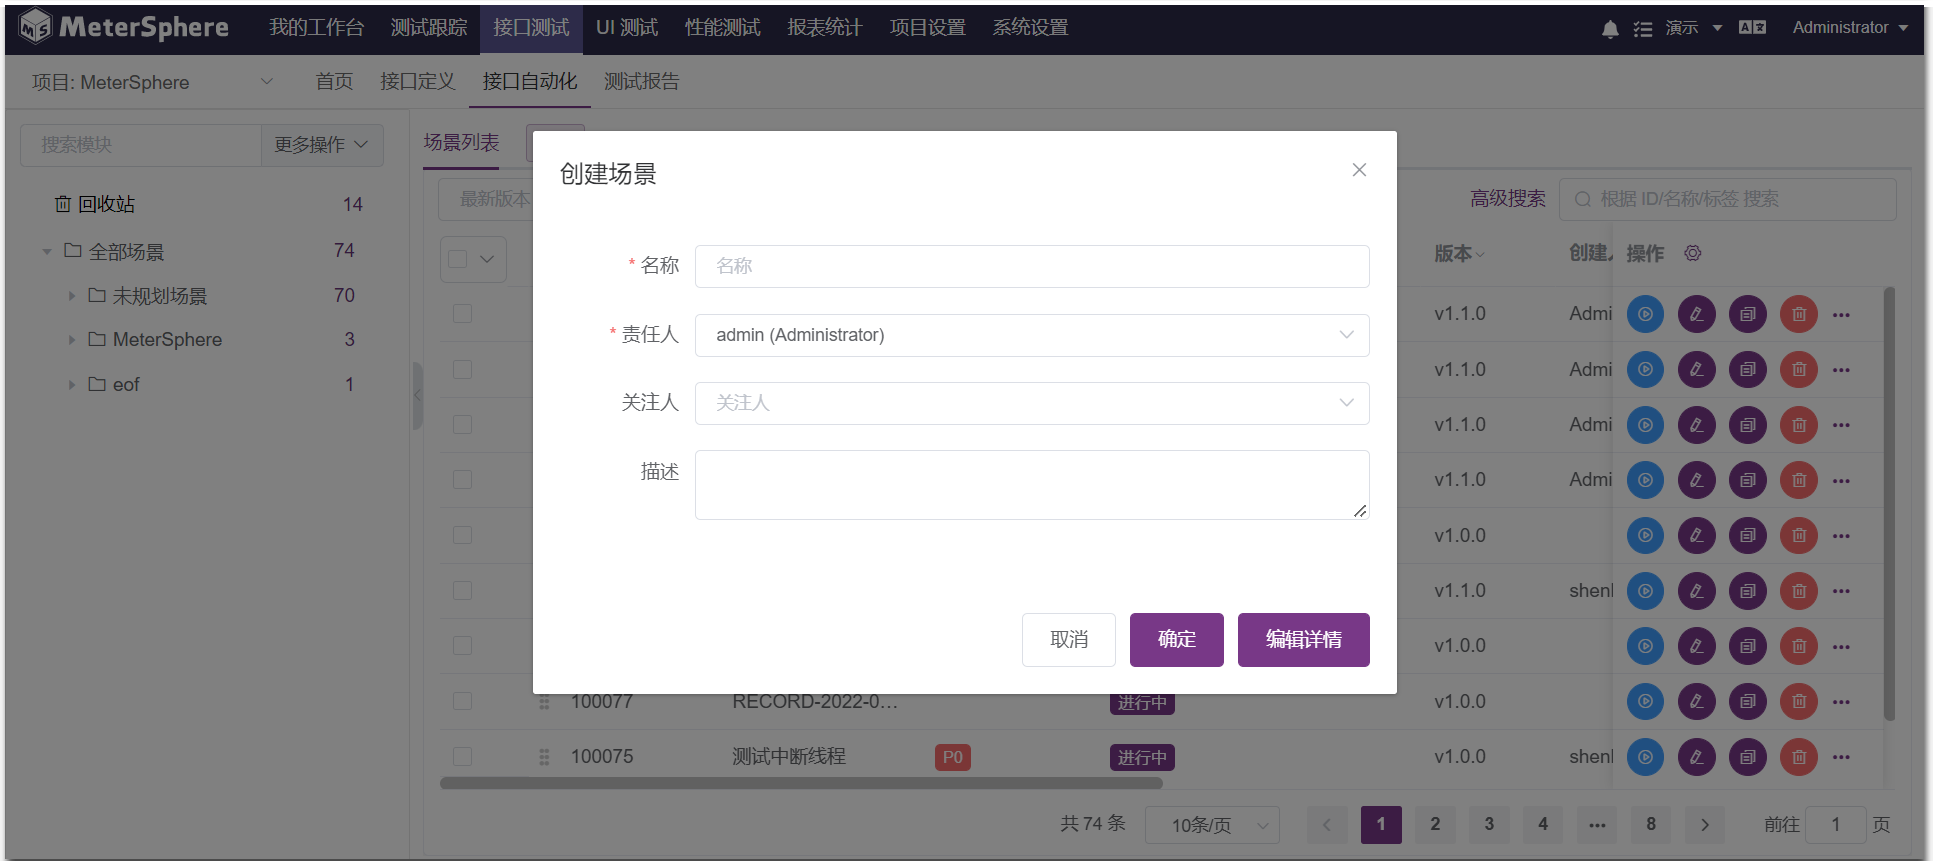 MeterSphere 我的工作台 测试跟踪 接口测试 UI 测试 性能测试 报表统计 项目设置 系统设置 演示 Administrator
项目: MeterSphere 首页 接口定义 接口自动化 测试报告
搜索模块 更多操作 场景列表
回收站 14
全部场景 74
未规划场景 70
MeterSphere 3
eof 1
最新版本 高级搜索 根据 ID/名称/标签 搜索
版本 创建 操作
创建场景
* 名称 名称
* 责任人 admin (Administrator)
关注人 关注人
描述
取消 确定 编辑详情
v1.1.0 Admi
v1.1.0 Admi
v1.1.0 Admi
v1.1.0 Admi
v1.0.0
v1.1.0 shenl
v1.0.0
100077 RECORD-2022-0... 进行中 v1.0.0
100075 测试中断线程 P0 进行中 v1.0.0 shenl
共 74 条 10条/页 1 2 3 4 ••• 8 前往 1 页